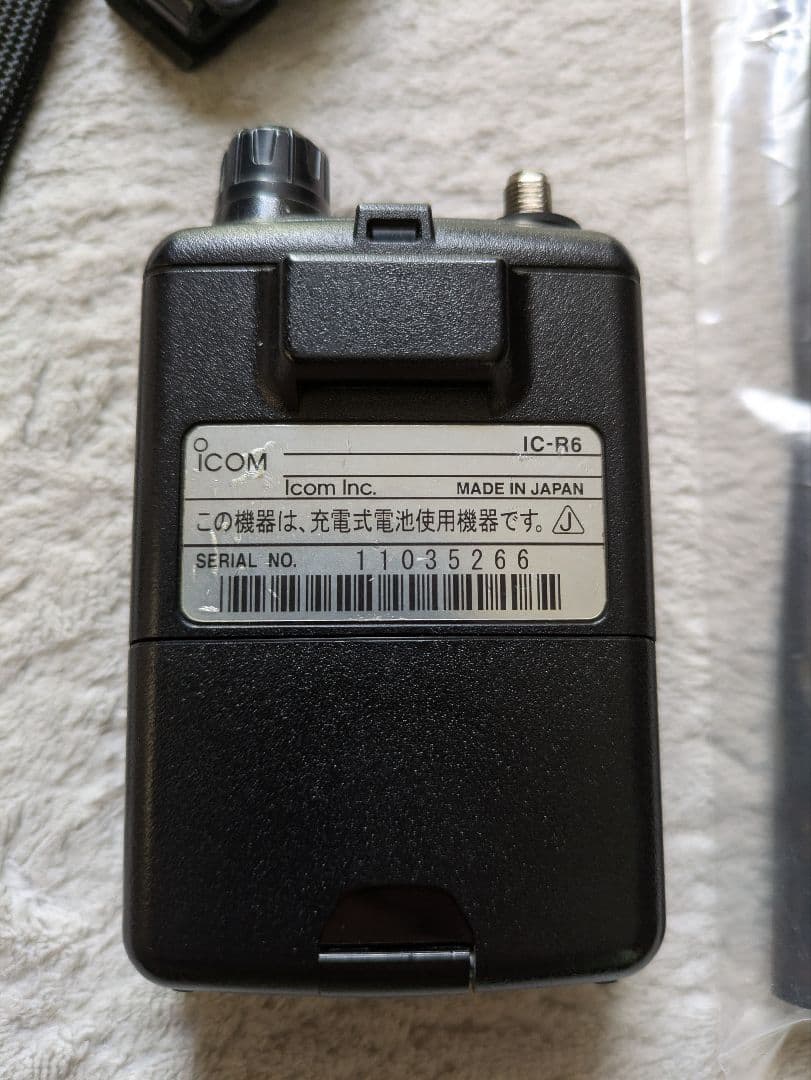 ICOM
IC-R6
Icom Inc.
MADE IN JAPAN
この機器は、充電式電池使用機器です。 J
SERIAL NO. 11035266